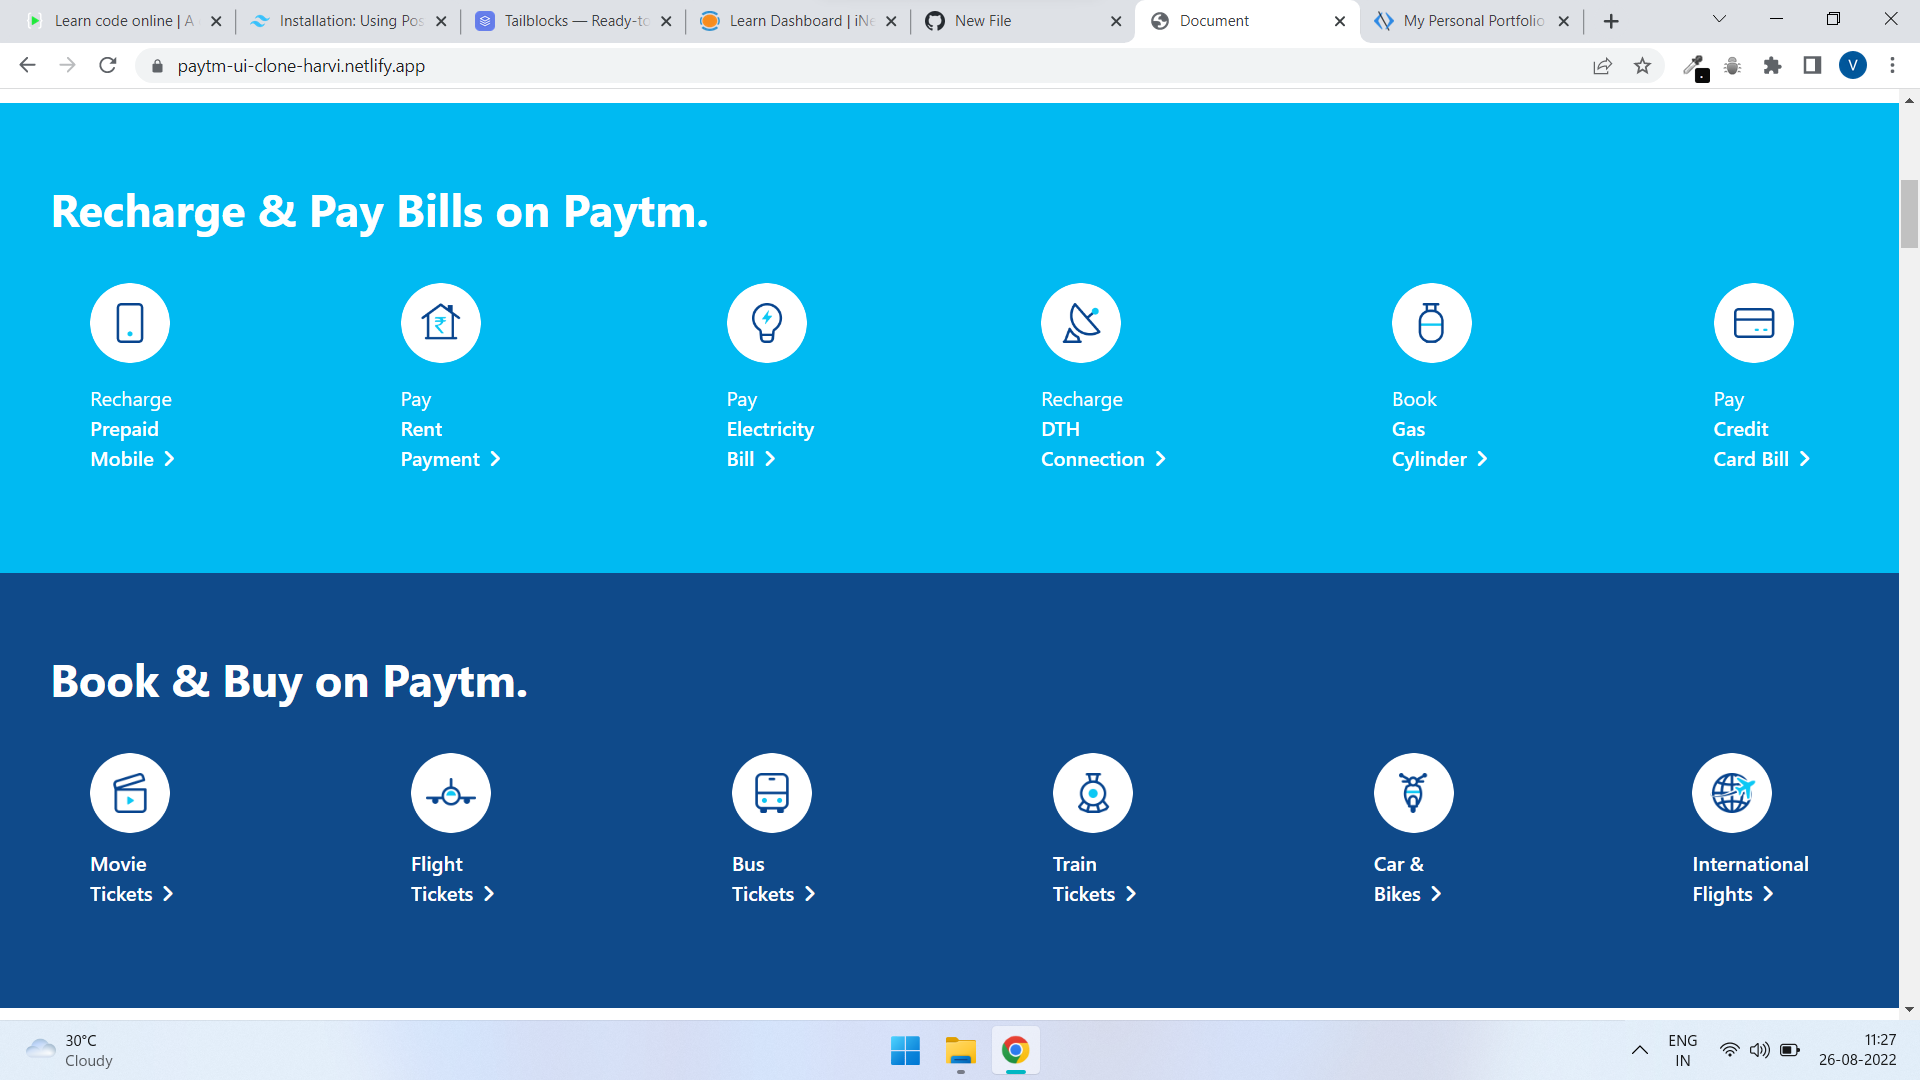 Learn code online | A
Installation: Using Pos
Tailblocks — Ready-to
Learn Dashboard | iNe
New File
Document
My Personal Portfolio
paytm-ui-clone-harvi.netlify.app
V
Recharge & Pay Bills on Paytm.
Recharge
Prepaid
Mobile
Pay
Rent
Payment
Pay
Electricity
Bill
Recharge
DTH
Connection
Book
Gas
Cylinder
Pay
Credit
Card Bill
Book & Buy on Paytm.
Movie
Tickets
Flight
Tickets
Bus
Tickets
Train
Tickets
Car &
Bikes
International
Flights
30°C
Cloudy
ENG
IN
11:27
26-08-2022